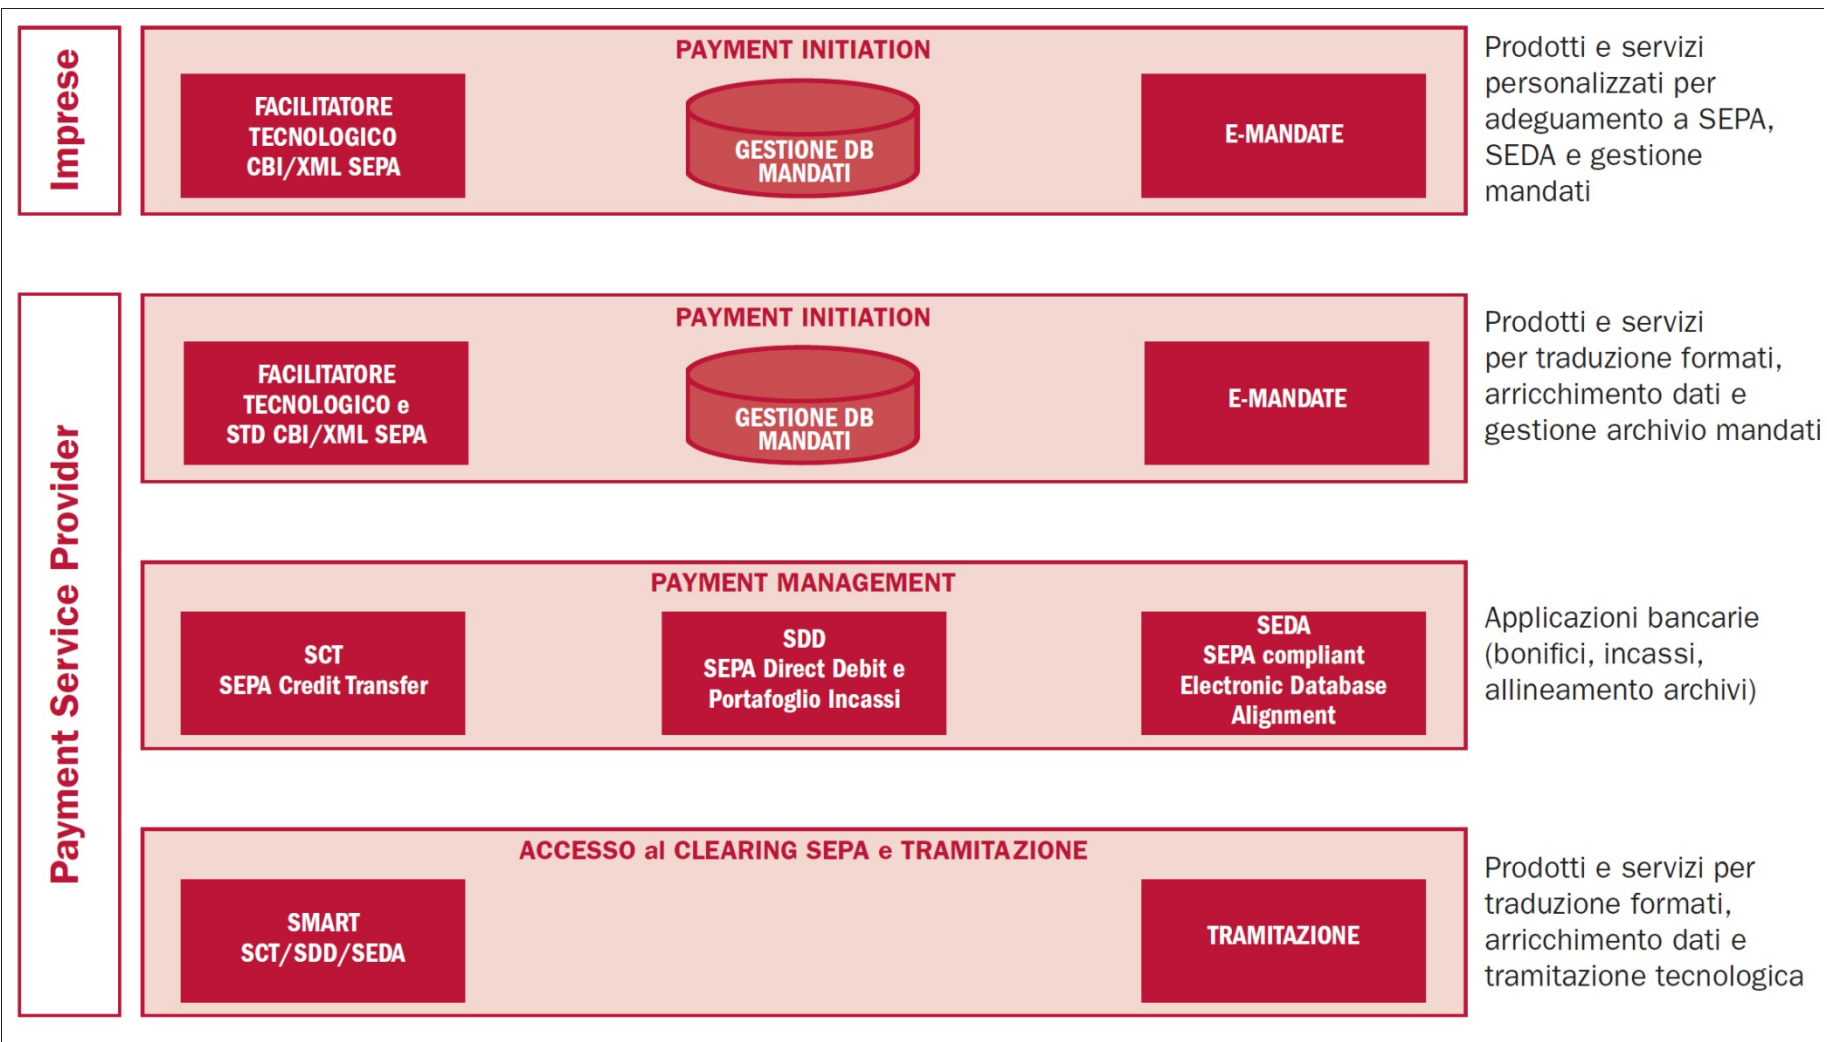 Imprese
PAYMENT INITIATION
FACILITATORE
TECNOLOGICO
CBI/XML SEPA
GESTIONE DB
MANDATI
E-MANDATE
Prodotti e servizi
personalizzati per
adeguamento a SEPA,
SEDA e gestione
mandati
Payment Service Provider
PAYMENT INITIATION
FACILITATORE
TECNOLOGICO e
STD CBI/XML SEPA
GESTIONE DB
MANDATI
E-MANDATE
Prodotti e servizi
per traduzione formati,
arricchimento dati e
gestione archivio mandati
PAYMENT MANAGEMENT
SCT
SEPA Credit Transfer
SDD
SEPA Direct Debit e
Portafoglio Incassi
SEDA
SEPA compliant
Electronic Database
Alignment
Applicazioni bancarie
(bonifici, incassi,
allineamento archivi)
ACCESSO al CLEARING SEPA e TRAMITAZIONE
SMART
SCT/SDD/SEDA
TRAMITAZIONE
Prodotti e servizi per
traduzione formati,
arricchimento dati e
tramitazione tecnologica